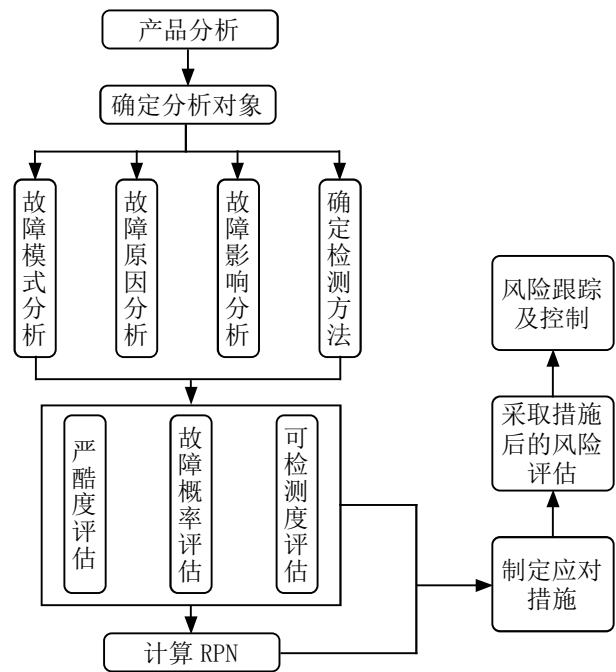 产品分析
确定分析对象
故障模式分析
故障原因分析
故障影响分析
确定检测方法
严酷度评估
故障概率评估
可检测度评估
计算 RPN
风险跟踪
及控制
采取措施
后的风险
评估
制定应对
措施